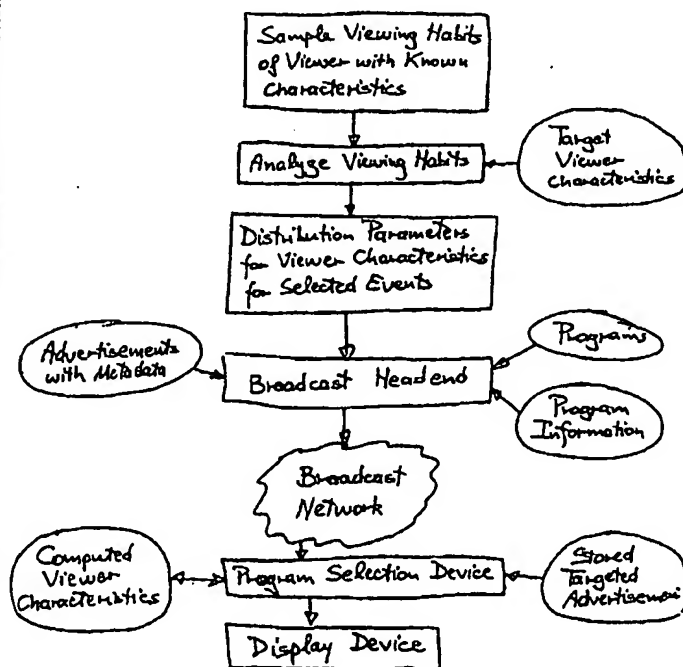 Sample Viewing Habits
of Viewer with Known
Characteristics
Target
Viewer
Characteristics
Analyze Viewing Habits
Distribution Parameters
for Viewer Characteristics
for Selected Events
Advertisements
with Metadata
Programs
Broadcast Headend
Program
Information
Broadcast
Network
Computed
Viewer
Characteristics
Program Selection Device
Stored
Targeted
Advertisement
Display Device